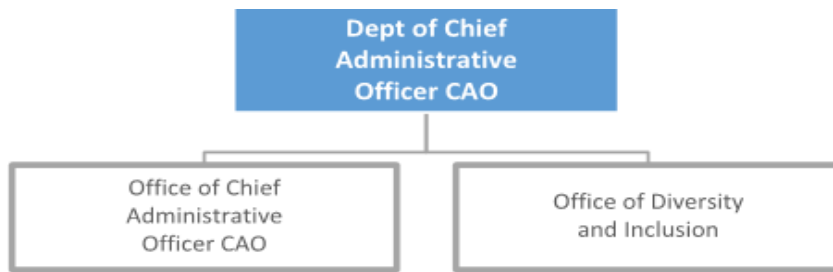 Dept of Chief
Administrative
Officer CAO
Office of Chief
Administrative
Officer CAO
Office of Diversity
and Inclusion